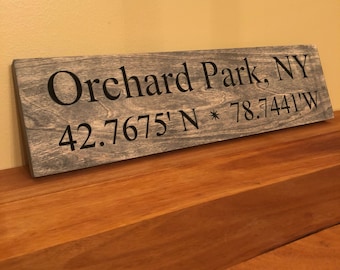 Orchard Park, NY
42.7675' N * 78.7441'W